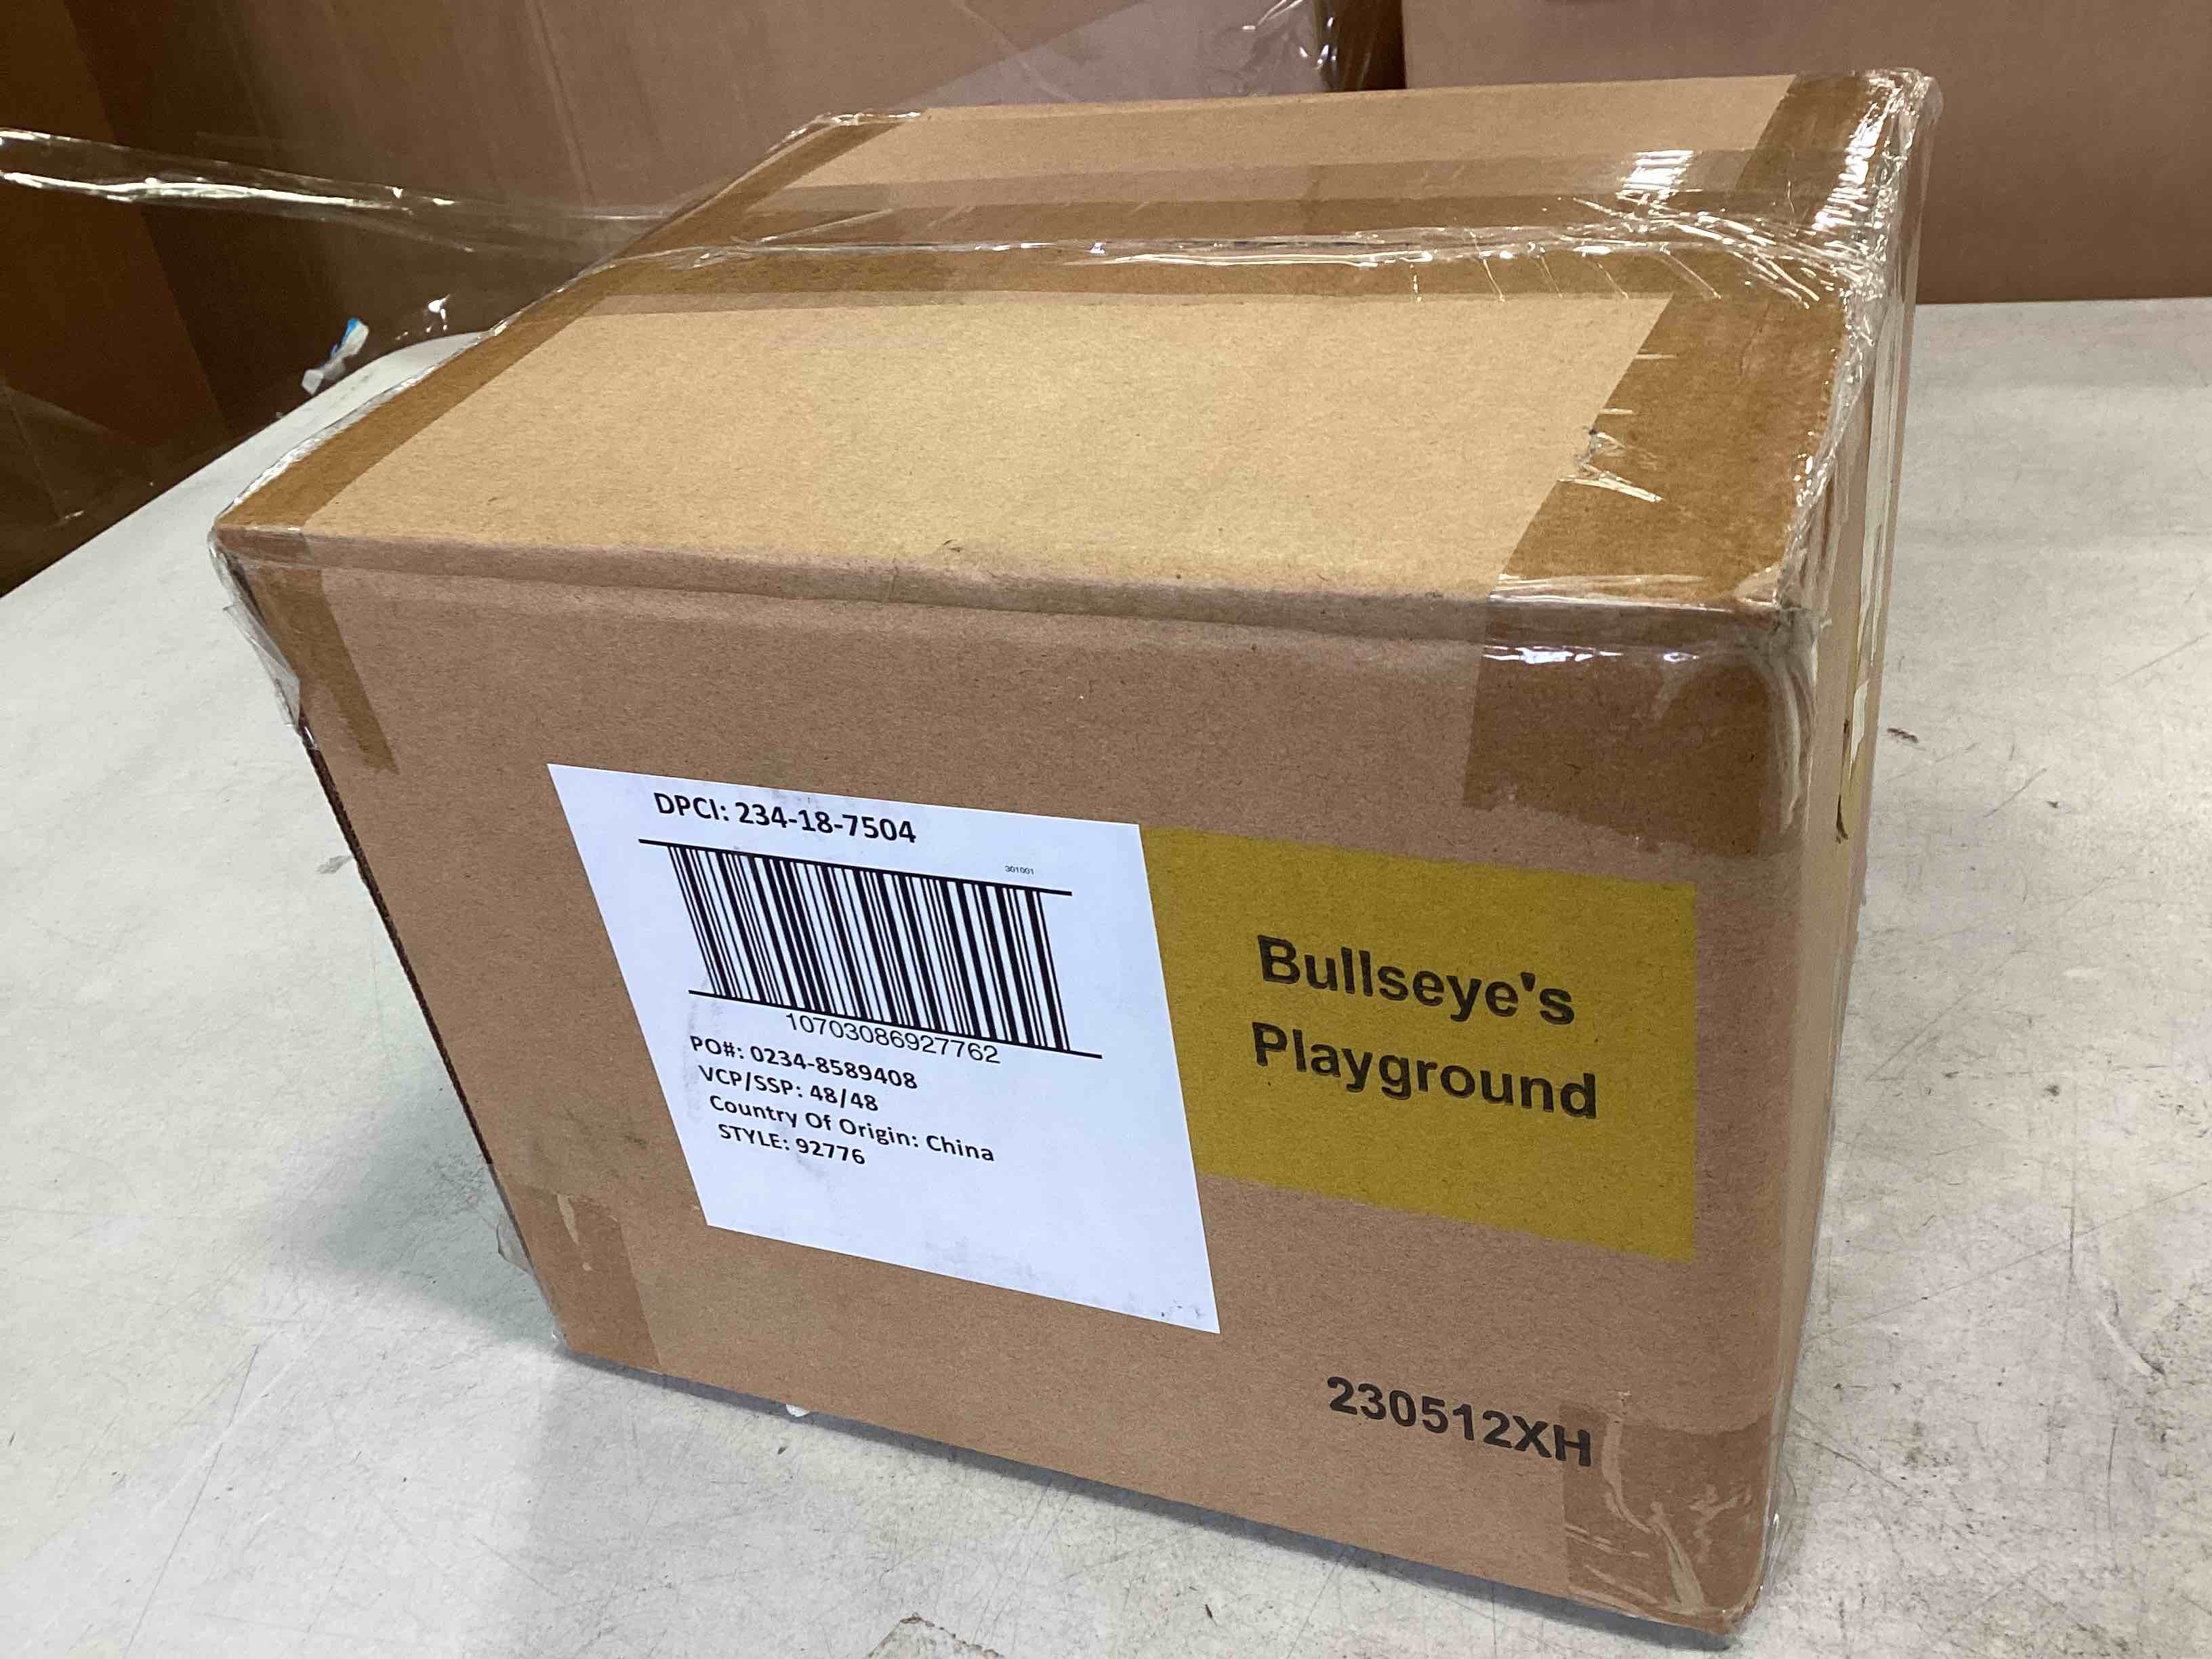 DPCI: 234-18-7504
301001
10703086927762
PO#: 0234-8589408
VCP/SSP: 48/48
Country Of Origin: China
STYLE: 92776
Bullseye's
Playground
230512XH